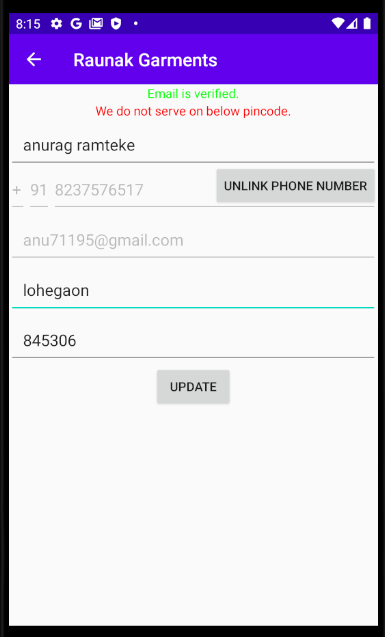 8:15
Raunak Garments
Email is verified.
We do not serve on below pincode.
anurag ramteke
+ 91 8237576517 UNLINK PHONE NUMBER
anu71195@gmail.com
lohegaon
845306
UPDATE